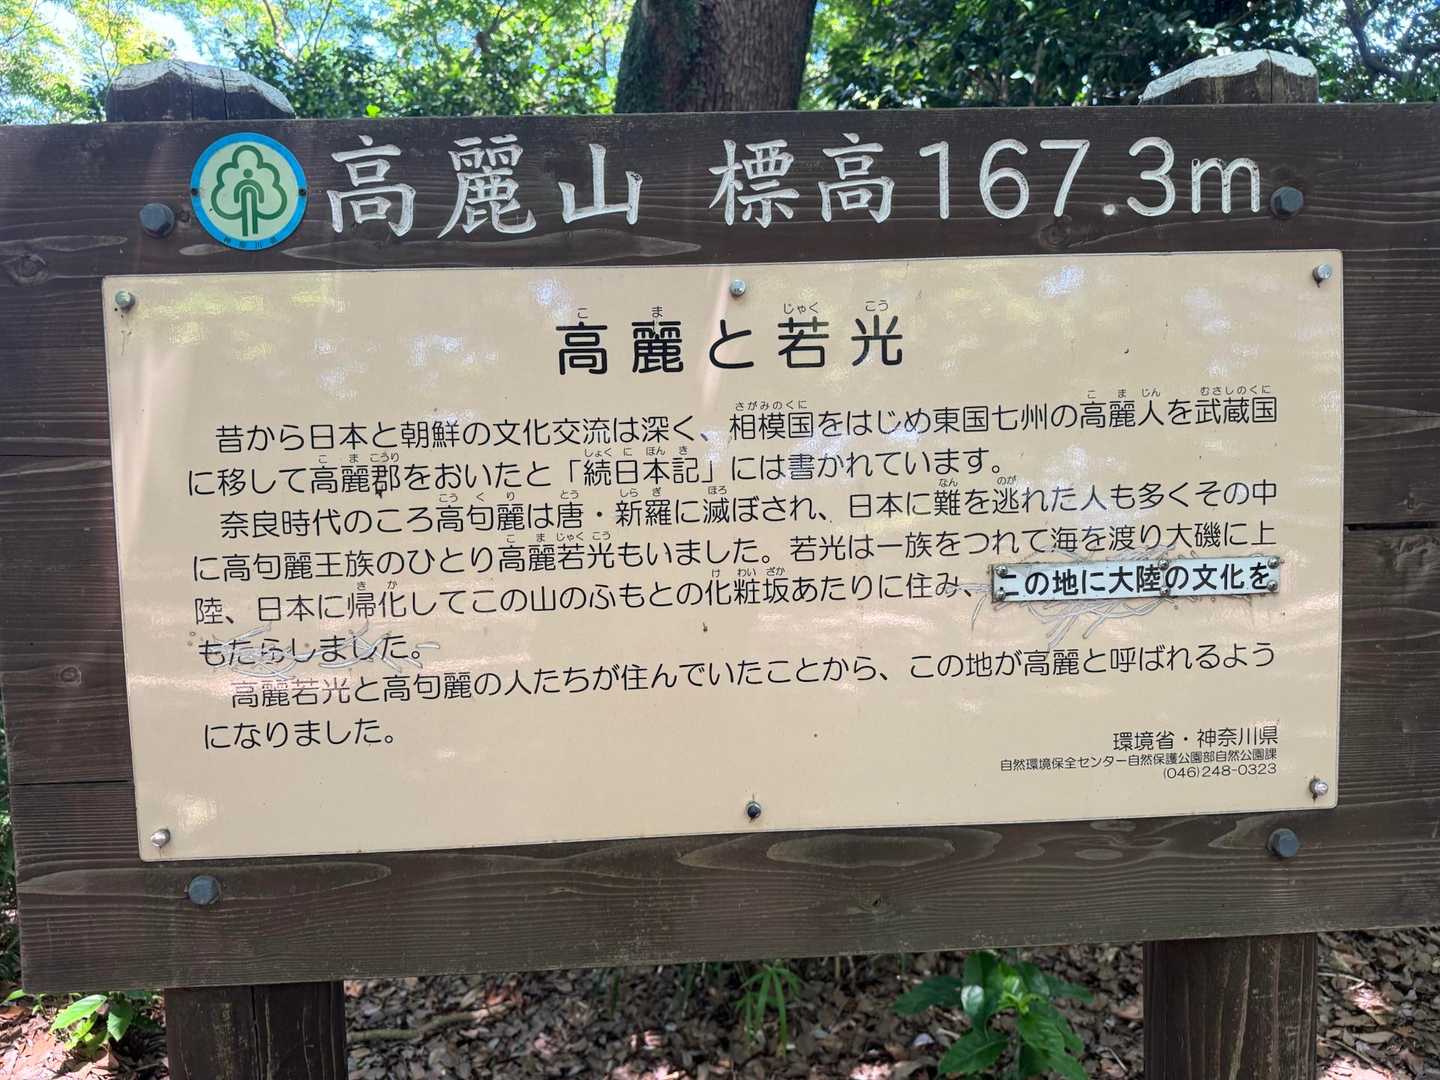 高麗山 標高167.3m
神奈川県
高麗と若光
昔から日本と朝鮮の文化交流は深く、相模国をはじめ東国七州の高麗人を武蔵国
に移して高麗郡をおいたと「続日本記」には書かれています。
奈良時代のころ高句麗は唐・新羅に滅ぼされ、日本に難を逃れた人も多くその中
に高句麗王族のひとり高麗若光もいました。若光は一族をつれて海を渡り大磯に上
陸、日本に帰化してこの山のふもとの化粧坂あたりに住み、この地に大陸の文化を
もたらしました。
高麗若光と高句麗の人たちが住んでいたことから、この地が高麗と呼ばれるよう
になりました。
環境省・神奈川県
自然環境保全センター自然保護公園部自然公園課
(046)248-0323